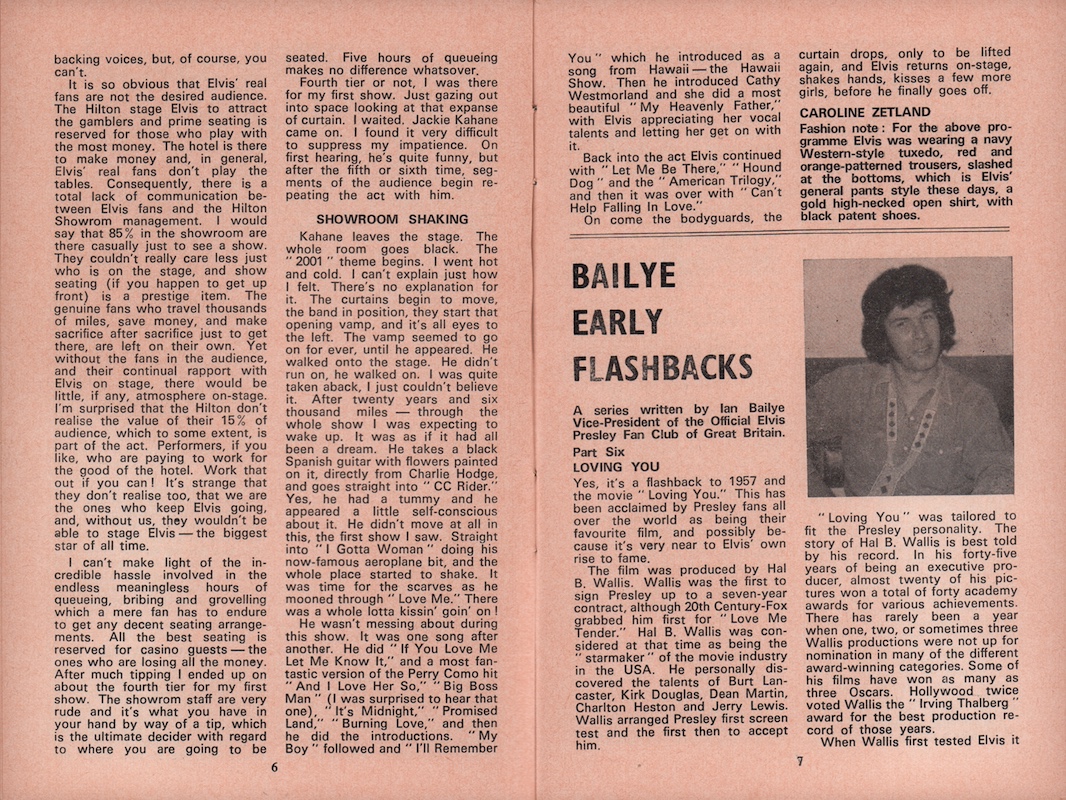 backing voices, but, of course, you
can't.
It is so obvious that Elvis' real
fans are not the desired audience.
The Hilton stage Elvis to attract
the gamblers and prime seating is
reserved for those who play with
the most money. The hotel is there
to make money and, in general,
Elvis' real fans don't play the
tables. Consequently, there is a
total lack of communication be-
tween Elvis fans and the Hilton
Showrom management. I would
say that 85% in the showroom are
there casually just to see a show.
They couldn't really care less just
who is on the stage, and show
seating (if you happen to get up
front) is a prestige item. The
genuine fans who travel thousands
of miles, save money, and make
sacrifice after sacrifice just to get
there, are left on their own. Yet
without the fans in the audience,
and their continual rapport with
Elvis on stage, there would be
little, if any, atmosphere on-stage.
I'm surprised that the Hilton don't
realise the value of their 15% of
audience, which to some extent, is
part of the act. Performers, if you
like, who are paying to work for
the good of the hotel. Work that
out if you can! It's strange that
they don't realise too, that we are
the ones who keep Elvis going,
and, without us, they wouldn't be
able to stage Elvis — the biggest
star of all time.
I can't make light of the in-
credible hassle involved in the
endless meaningless hours of
queueing, bribing and grovelling
which a mere fan has to endure
to get any decent seating arrange-
ments. All the best seating is
reserved for casino guests — the
ones who are losing all the money.
After much tipping I ended up on
about the fourth tier for my first
show. The showrom staff are very
rude and it's what you have in
your hand by way of a tip, which
is the ultimate decider with regard
to where you are going to be
seated. Five hours of queueing
makes no difference whatsover.
Fourth tier or not, I was there
for my first show. Just gazing out
into space looking at that expanse
of curtain. I waited. Jackie Kahane
came on. I found it very difficult
to suppress my impatience. On
first hearing, he's quite funny, but
after the fifth or sixth time, seg-
ments of the audience begin re-
peating the act with him.
SHOWROOM SHAKING
Kahane leaves the stage. The
whole room goes black. The
"2001" theme begins. I went hot
and cold. I can't explain just how
I felt. There's no explanation for
it. The curtains begin to move,
the band in position, they start that
opening vamp, and it's all eyes to
the left. The vamp seemed to go
on for ever, until he appeared. He
walked onto the stage. He didn't
run on, he walked on. I was quite
taken aback, I just couldn't believe
it. After twenty years and six
thousand miles — through the
whole show I was expecting to
wake up. It was as if it had all
been a dream. He takes a black
Spanish guitar with flowers painted
on it, directly from Charlie Hodge,
and goes straight into "CC Rider."
Yes, he had a tummy and he
appeared a little self-conscious
about it. He didn't move at all in
this, the first show I saw. Straight
into "I Gotta Woman" doing his
now-famous aeroplane bit, and the
whole place started to shake. It
was time for the scarves as he
mooned through "Love Me." There
was a whole lotta kissin' goin' on!
He wasn't messing about during
this show. It was one song after
another. He did "If You Love Me
Let Me Know It," and a most fan-
tastic version of the Perry Como hit
"And I Love Her So," "Big Boss
Man" (I was surprised to hear that
one), "It's Midnight," "Promised
Land," "Burning Love," and then
he did the introductions. "My
Boy" followed and "I'll Remember
6
You" which he introduced as a
song from Hawaii — the Hawaii
Show. Then he introduced Cathy
Westmorland and she did a most
beautiful "My Heavenly Father,"
with Elvis appreciating her vocal
talents and letting her get on with
it.
Back into the act Elvis continued
with "Let Me Be There," "Hound
Dog" and the "American Trilogy,"
and then it was over with "Can't
Help Falling In Love."
On come the bodyguards, the
curtain drops, only to be lifted
again, and Elvis returns on-stage,
shakes hands, kisses a few more
girls, before he finally goes off.
CAROLINE ZETLAND
Fashion note: For the above pro-
gramme Elvis was wearing a navy
Western-style tuxedo, red and
orange-patterned trousers, slashed
at the bottoms, which is Elvis'
general pants style these days, a
gold high-necked open shirt, with
black patent shoes.
BAILYE
EARLY
FLASHBACKS
A series written by Ian Bailye
Vice-President of the Official Elvis
Presley Fan Club of Great Britain.
Part Six
LOVING YOU
Yes, it's a flashback to 1957 and
the movie "Loving You." This has
been acclaimed by Presley fans all
over the world as being their
favourite film, and possibly be-
cause it's very near to Elvis' own
rise to fame.
The film was produced by Hal
B. Wallis. Wallis was the first to
sign Presley up to a seven-year
contract, although 20th Century-Fox
grabbed him first for "Love Me
Tender." Hal B. Wallis was con-
sidered at that time as being the
"starmaker" of the movie industry
in the USA. He personally dis-
covered the talents of Burt Lan-
caster, Kirk Douglas, Dean Martin,
Charlton Heston and Jerry Lewis.
Wallis arranged Presley first screen
test and the first then to accept
him.
"Loving You" was tailored to
fit the Presley personality. The
story of Hal B. Wallis is best told
by his record. In his forty-five
years of being an executive pro-
ducer, almost twenty of his pic-
tures won a total of forty academy
awards for various achievements.
There has rarely been a year
when one, two, or sometimes three
Wallis productions were not up for
nomination in many of the different
award-winning categories. Some of
his films have won as many as
three Oscars. Hollywood twice
voted Wallis the "Irving Thalberg"
award for the best production re-
cord of those years.
When Wallis first tested Elvis it
7